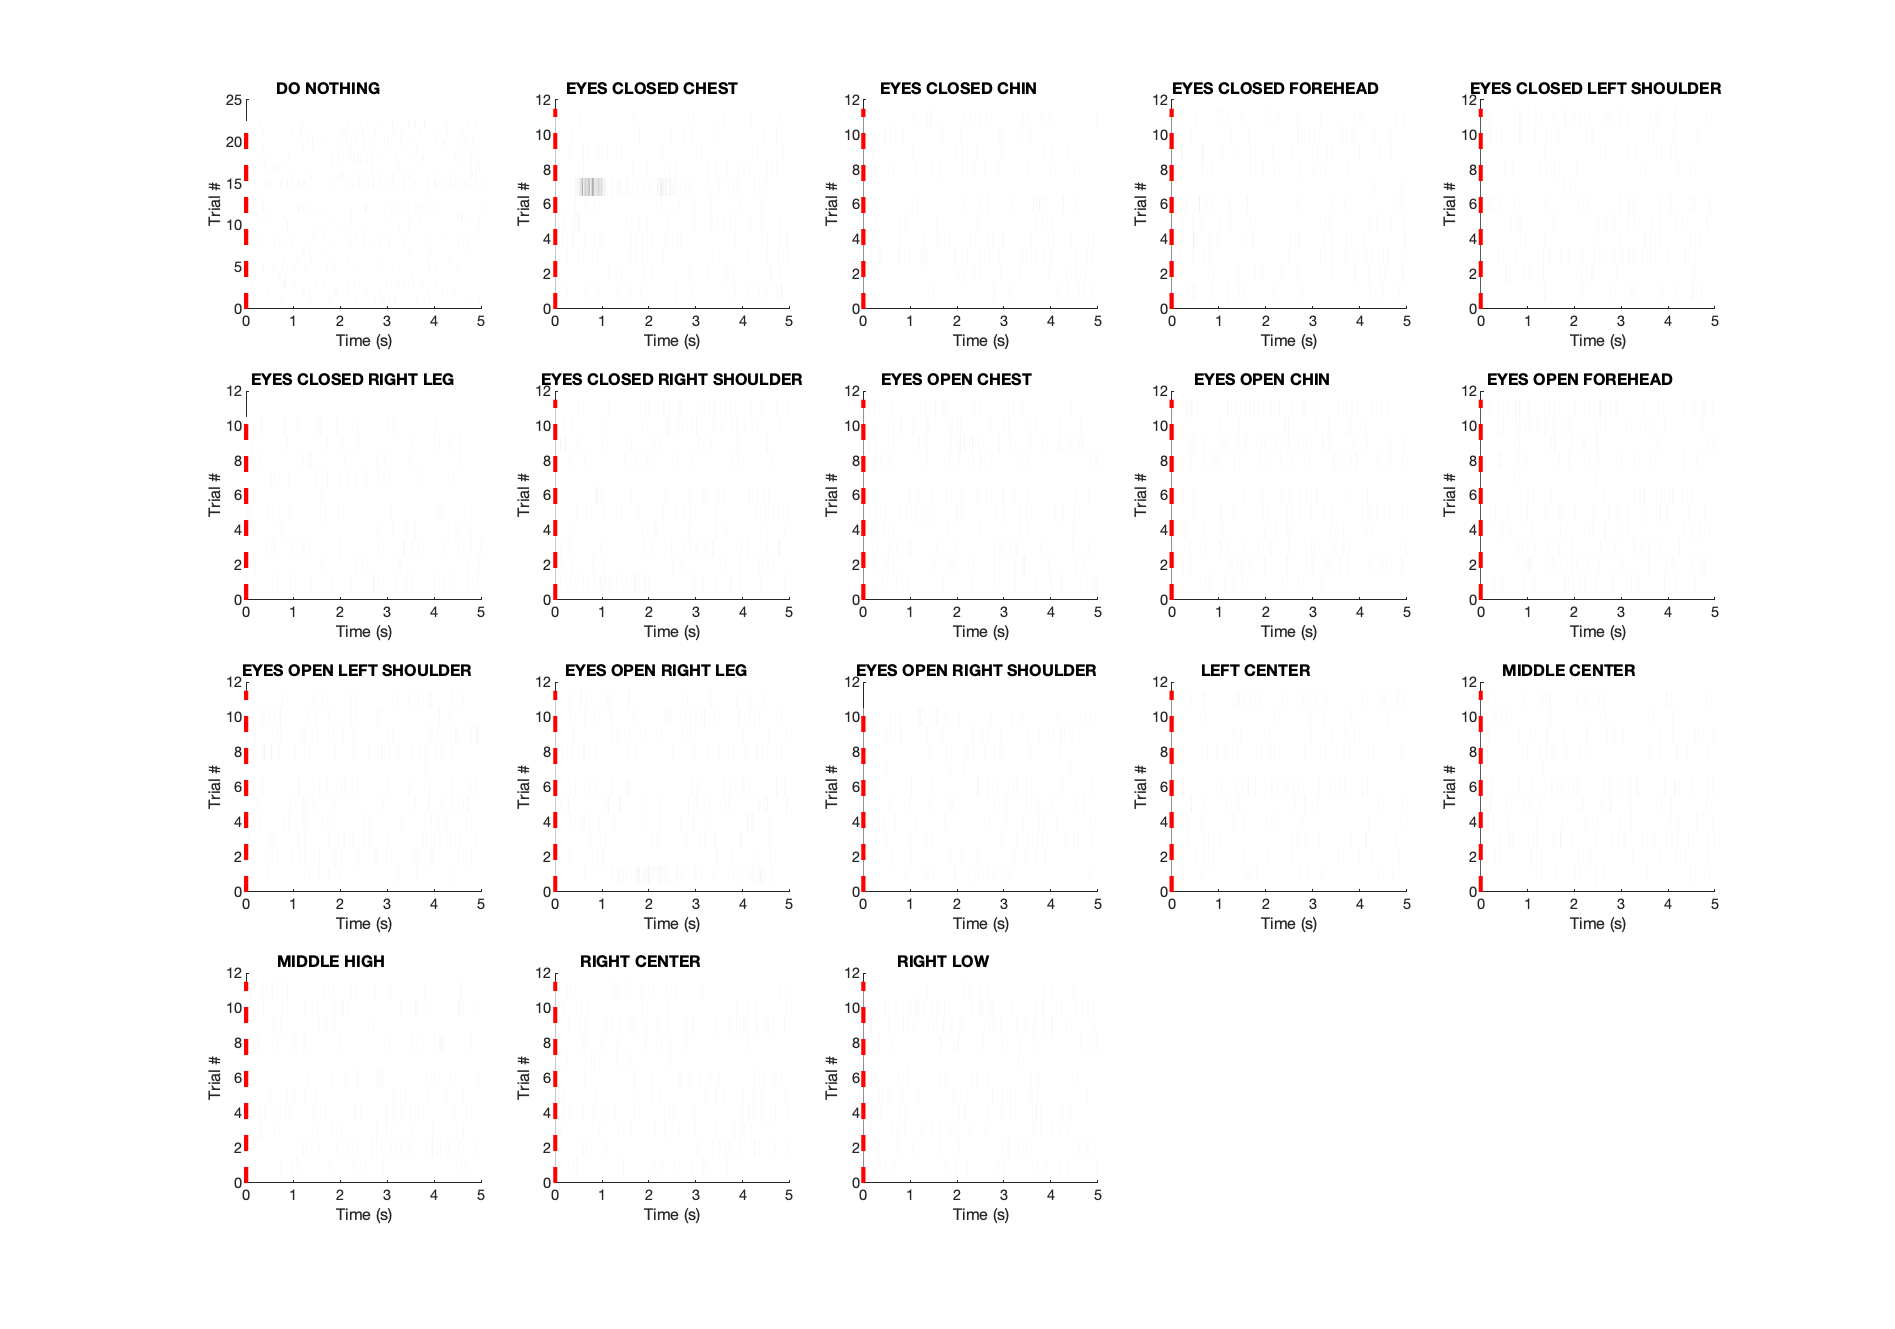 DO NOTHING
25
20
15
10
5
0
Trial #
0 1 2 3 4 5
Time (s)
EYES CLOSED CHEST
12
10
8
6
4
2
0
Trial #
0 1 2 3 4 5
Time (s)
EYES CLOSED CHIN
12
10
8
6
4
2
0
Trial #
0 1 2 3 4 5
Time (s)
EYES CLOSED FOREHEAD
12
10
8
6
4
2
0
Trial #
0 1 2 3 4 5
Time (s)
EYES CLOSED LEFT SHOULDER
12
10
8
6
4
2
0
Trial #
0 1 2 3 4 5
Time (s)
EYES CLOSED RIGHT LEG
12
10
8
6
4
2
0
Trial #
0 1 2 3 4 5
Time (s)
EYES CLOSED RIGHT SHOULDER
12
10
8
6
4
2
0
Trial #
0 1 2 3 4 5
Time (s)
EYES OPEN CHEST
12
10
8
6
4
2
0
Trial #
0 1 2 3 4 5
Time (s)
EYES OPEN CHIN
12
10
8
6
4
2
0
Trial #
0 1 2 3 4 5
Time (s)
EYES OPEN FOREHEAD
12
10
8
6
4
2
0
Trial #
0 1 2 3 4 5
Time (s)
EYES OPEN LEFT SHOULDER
12
10
8
6
4
2
0
Trial #
0 1 2 3 4 5
Time (s)
EYES OPEN RIGHT LEG
12
10
8
6
4
2
0
Trial #
0 1 2 3 4 5
Time (s)
EYES OPEN RIGHT SHOULDER
12
10
8
6
4
2
0
Trial #
0 1 2 3 4 5
Time (s)
LEFT CENTER
12
10
8
6
4
2
0
Trial #
0 1 2 3 4 5
Time (s)
MIDDLE CENTER
12
10
8
6
4
2
0
Trial #
0 1 2 3 4 5
Time (s)
MIDDLE HIGH
12
10
8
6
4
2
0
Trial #
0 1 2 3 4 5
Time (s)
RIGHT CENTER
12
10
8
6
4
2
0
Trial #
0 1 2 3 4 5
Time (s)
RIGHT LOW
12
10
8
6
4
2
0
Trial #
0 1 2 3 4 5
Time (s)